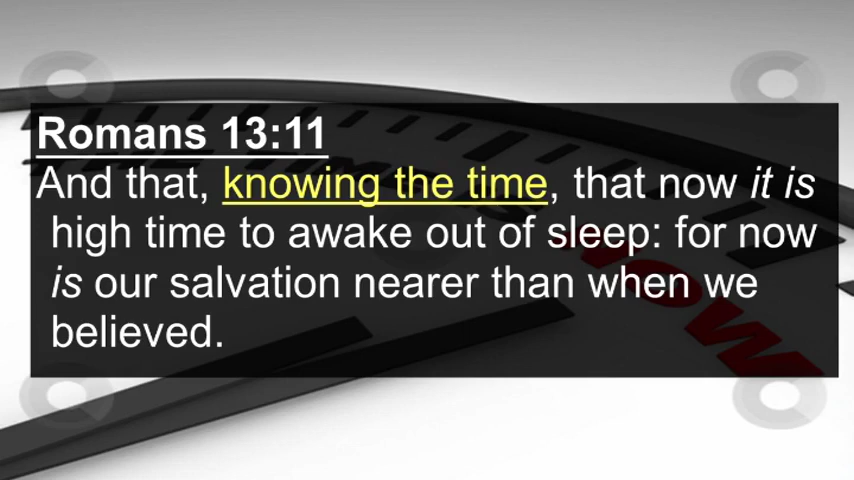 Romans 13:11
And that, knowing the time, that now it is
high time to awake out of sleep: for now
is our salvation nearer than when we
believed.
NOW